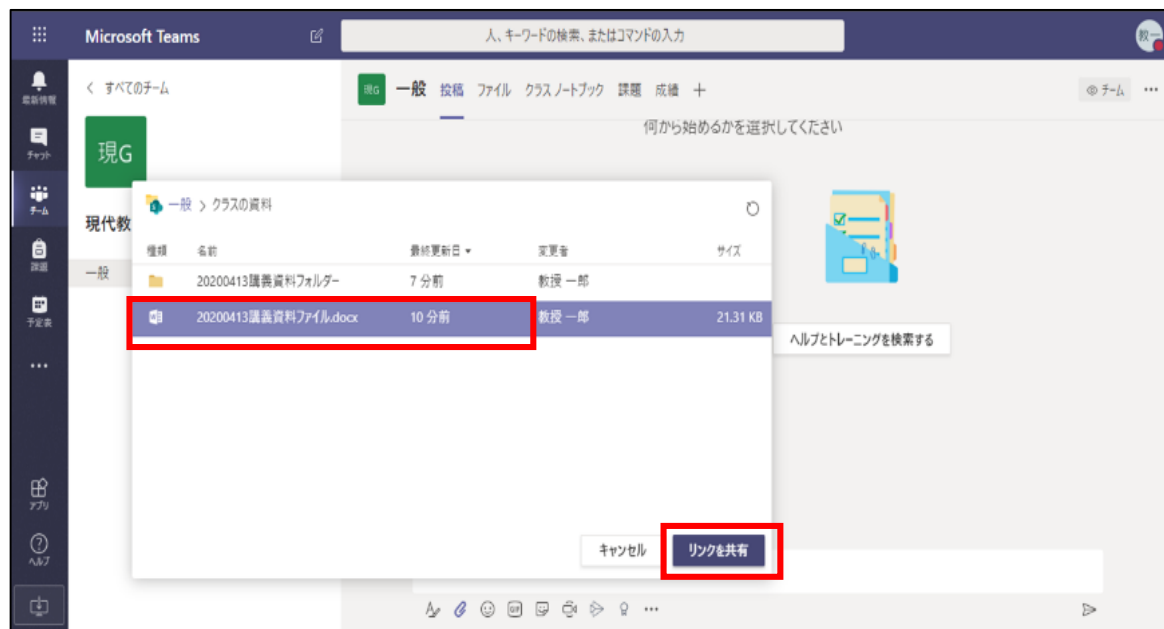 Microsoft Teams
人、キーワードの検索、またはコマンドの入力
教一
最新情報
チャット
チーム
課題
予定表
アプリ
ヘルプ
< すべてのチーム
現G
現代教
一般
現G 一般 投稿 ファイル クラス ノートブック 課題 成績 +
チーム
何から始めるかを選択してください
一般 > クラスの資料
種類 名前 最終更新日 変更者 サイズ
20200413講義資料フォルダー 7 分前 教授 一郎
20200413講義資料ファイル.docx 10 分前 教授 一郎 21.31 KB
ヘルプとトレーニングを検索する
キャンセル リンクを共有
GIF